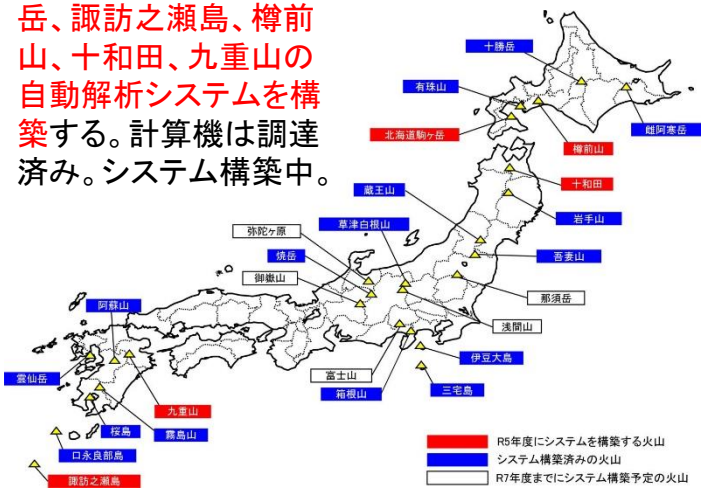 岳、諏訪之瀬島、樽前
山、十和田、九重山の
自動解析システムを構
築する。計算機は調達
済み。システム構築中。
十勝岳
有珠山
雌阿寒岳
北海道駒ヶ岳
樽前山
十和田
蔵王山
岩手山
草津白根山
弥陀ヶ原
焼岳
吾妻山
御嶽山
那須岳
阿蘇山
浅間山
伊豆大島
富士山
雲仙岳
箱根山
三宅島
九重山
桜島
霧島山
口永良部島
諏訪之瀬島
R5年度にシステムを構築する火山
システム構築済みの火山
R7年度までにシステム構築予定の火山